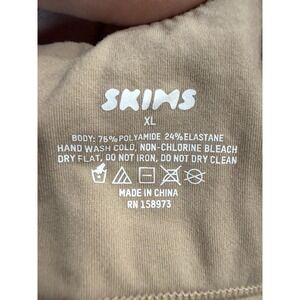 SKIMS
XL
BODY: 76% POLYAMIDE 24% ELASTANE
HAND WASH COLD, NON-CHLORINE BLEACH
DRY FLAT, DO NOT IRON, DO NOT DRY CLEAN
MADE IN CHINA
RN 158973